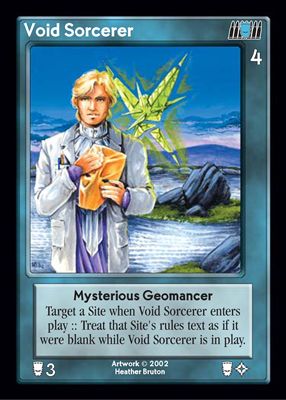 Void Sorcerer
4
Mysterious Geomancer
Target a Site when Void Sorcerer enters
play :: Treat that Site's rules text as if it
were blank while Void Sorcerer is in play.
3
Artwork © 2002
Heather Bruton